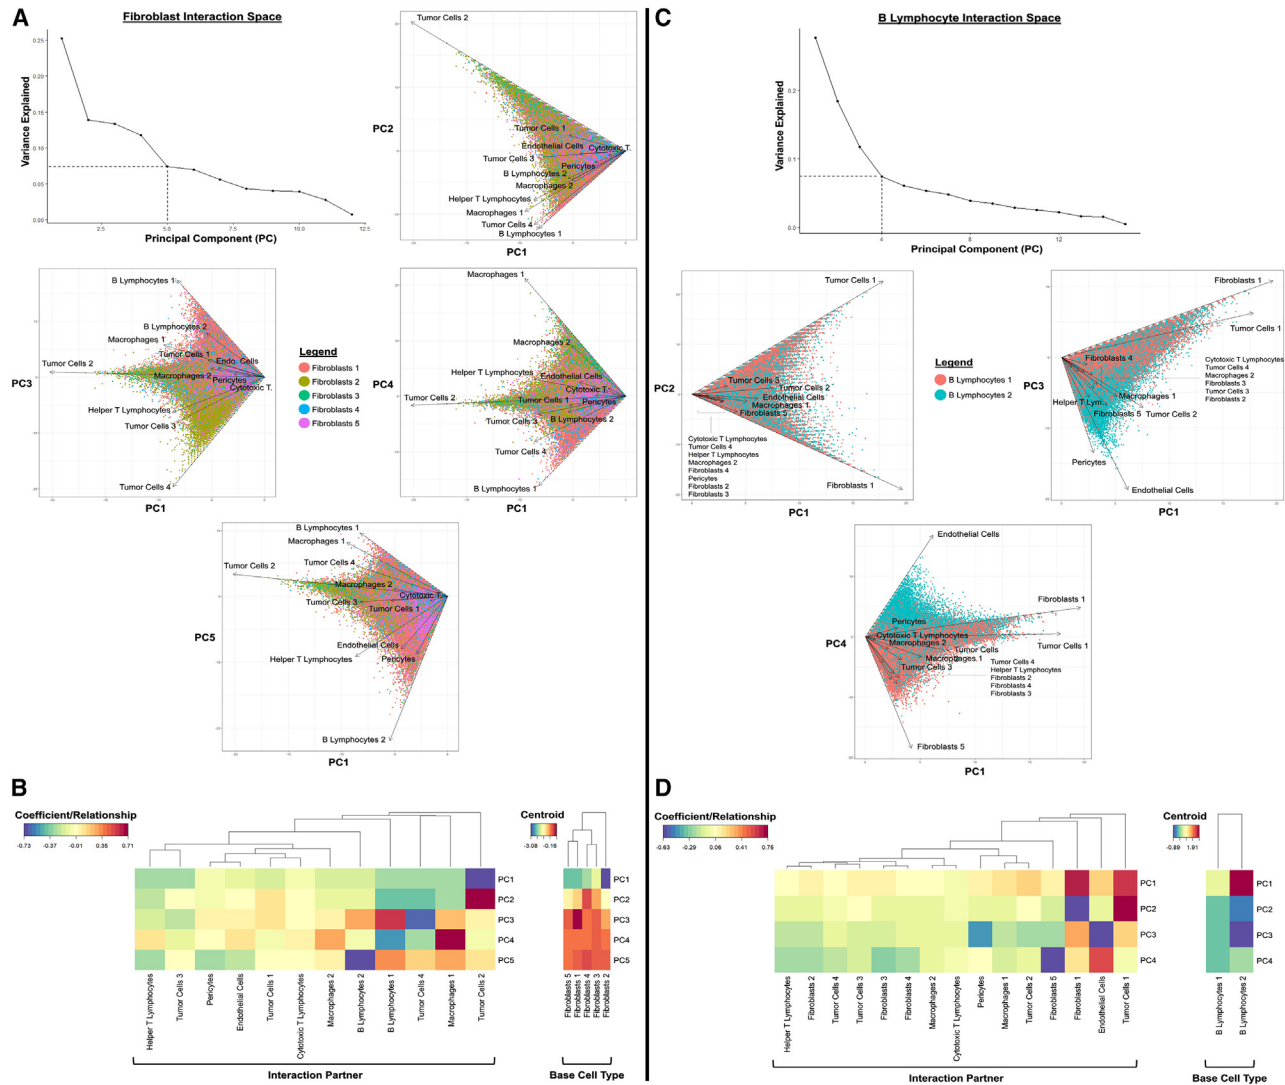 A
Fibroblast Interaction Space
Variance Explained
0.25
0.20
0.15
0.10
0.05
0.00
2.5
5.0
7.5
10.0
12.5
Principal Component (PC)
Tumor Cells 2
PC2
Tumor Cells 1
Endothelial Cells
Cytotoxic T.
Tumor Cells 3
Pericytes
B Lymphocytes 2
Macrophages 2
Helper T Lymphocytes
Macrophages 1
Tumor Cells 4
B Lymphocytes 1
PC1
B Lymphocytes 1
B Lymphocytes 2
Macrophages 1
Tumor Cells 1
Endo. Cells
Tumor Cells 2
Macrophages 2
Pericytes
Cytotoxic T.
PC3
Helper T Lymphocytes
Tumor Cells 3
Tumor Cells 4
PC1
Legend
Fibroblasts 1
Fibroblasts 2
Fibroblasts 3
Fibroblasts 4
Fibroblasts 5
Macrophages 1
Macrophages 2
Helper T Lymphocytes
Endothelial Cells
PC4
Cytotoxic T.
Tumor Cells 2
Tumor Cells 1
Pericytes
Tumor Cells 3
B Lymphocytes 2
Tumor Cells 4
B Lymphocytes 1
PC1
B Lymphocytes 1
Macrophages 1
Tumor Cells 4
Tumor Cells 2
Macrophages 2
Cytotoxic T.
Tumor Cells 3
Tumor Cells 1
PC5
Endothelial Cells
Helper T Lymphocytes
Pericytes
B Lymphocytes 2
PC1
B
Coefficient/Relationship
-0.73
-0.37
-0.01
0.35
0.71
PC1
PC2
PC3
PC4
PC5
Helper T Lymphocytes
Tumor Cells 3
Pericytes
Endothelial Cells
Tumor Cells 1
Cytotoxic T Lymphocytes
Macrophages 2
B Lymphocytes 2
B Lymphocytes 1
Tumor Cells 4
Macrophages 1
Tumor Cells 2
Interaction Partner
Centroid
-3.08
-0.16
PC1
PC2
PC3
PC4
PC5
Fibroblasts 5
Fibroblasts 1
Fibroblasts 4
Fibroblasts 3
Fibroblasts 2
Base Cell Type
C
B Lymphocyte Interaction Space
Variance Explained
0.2
0.1
0.0
4
8
12
Principal Component (PC)
Tumor Cells 1
PC2
Tumor Cells 3
Tumor Cells 2
Endothelial Cells
Macrophages 1
Fibroblasts 5
Cytotoxic T Lymphocytes
Tumor Cells 4
Helper T Lymphocytes
Macrophages 2
Fibroblasts 4
Pericytes
Fibroblasts 2
Fibroblasts 3
Fibroblasts 1
PC1
Legend
B Lymphocytes 1
B Lymphocytes 2
Fibroblasts 1
Tumor Cells 1
Fibroblasts 4
Cytotoxic T Lymphocytes
Tumor Cells 4
Macrophages 2
Fibroblasts 3
Tumor Cells 3
Fibroblasts 2
PC3
Macrophages 1
Helper T Lym...
Fibroblasts 5
Tumor Cells 2
Pericytes
Endothelial Cells
PC1
Endothelial Cells
Fibroblasts 1
Pericytes
Cytotoxic T Lymphocytes
PC4
Macrophages 2
Tumor Cells 1
Tumor Cells
Macrophages 1
Tumor Cells 3
Tumor Cells 4
Helper T Lymphocytes
Fibroblasts 2
Fibroblasts 4
Fibroblasts 3
Fibroblasts 5
PC1
D
Coefficient/Relationship
-0.63
-0.29
0.06
0.41
0.75
PC1
PC2
PC3
PC4
Helper T Lymphocytes
Fibroblasts 2
Tumor Cells 4
Tumor Cells 3
Fibroblasts 3
Fibroblasts 4
Macrophages 2
Cytotoxic T Lymphocytes
Pericytes
Macrophages 1
Tumor Cells 2
Fibroblasts 5
Fibroblasts 1
Endothelial Cells
Tumor Cells 1
Interaction Partner
Centroid
-0.89
1.91
PC1
PC2
PC3
PC4
B Lymphocytes 1
B Lymphocytes 2
Base Cell Type